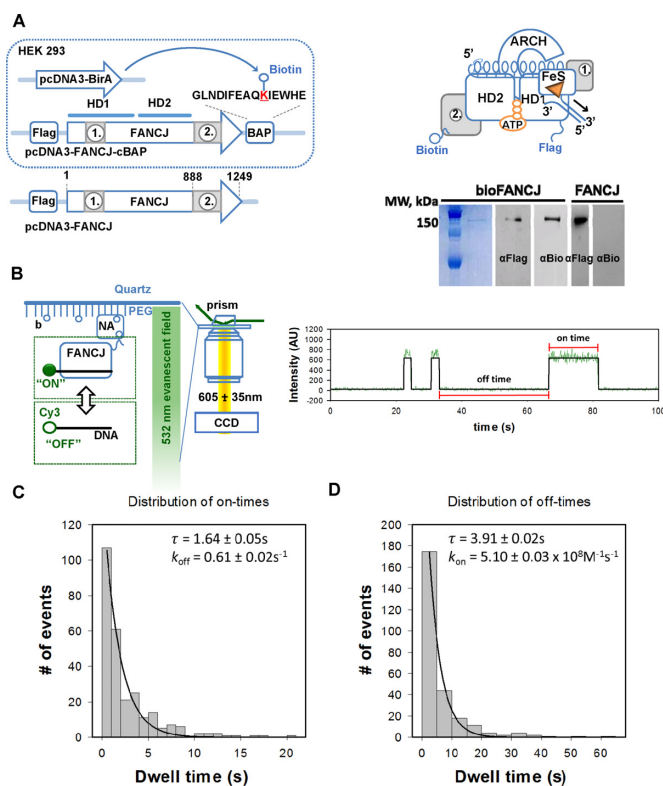 A
HEK 293
pcDNA3-BirA
Biotin
HD1 HD2
GLNDIFEAQKIEWHE
Flag 1. FANCJ 2. BAP
pcDNA3-FANCJ-cBAP
1 888 1249
Flag 1. FANCJ 2.
pcDNA3-FANCJ
5' ARCH
FeS 1.
HD2 HD1
3'
2. ATP 3'
5'
Biotin Flag
MW, kDa bioFANCJ FANCJ
150
αFlag αBio αFlag αBio
B
Quartz
PEG
b NA
FANCJ
"ON"
Cy3
"OFF" DNA
532 nm evanescent field
prism
605 ± 35nm
CCD
Intensity (AU)
1200
1000
800
600
400
200
0
-200
on time
off time
0 20 40 60 80 100
time (s)
C
Distribution of on-times
τ = 1.64 ± 0.05s
koff = 0.61 ± 0.02s-1
# of events
120
100
80
60
40
20
0
0 5 10 15 20
Dwell time (s)
D
Distribution of off-times
τ = 3.91 ± 0.02s
kon = 5.10 ± 0.03 x 10⁸M-1s-1
# of events
200
180
160
140
120
100
80
60
40
20
0
0 10 20 30 40 50 60
Dwell time (s)